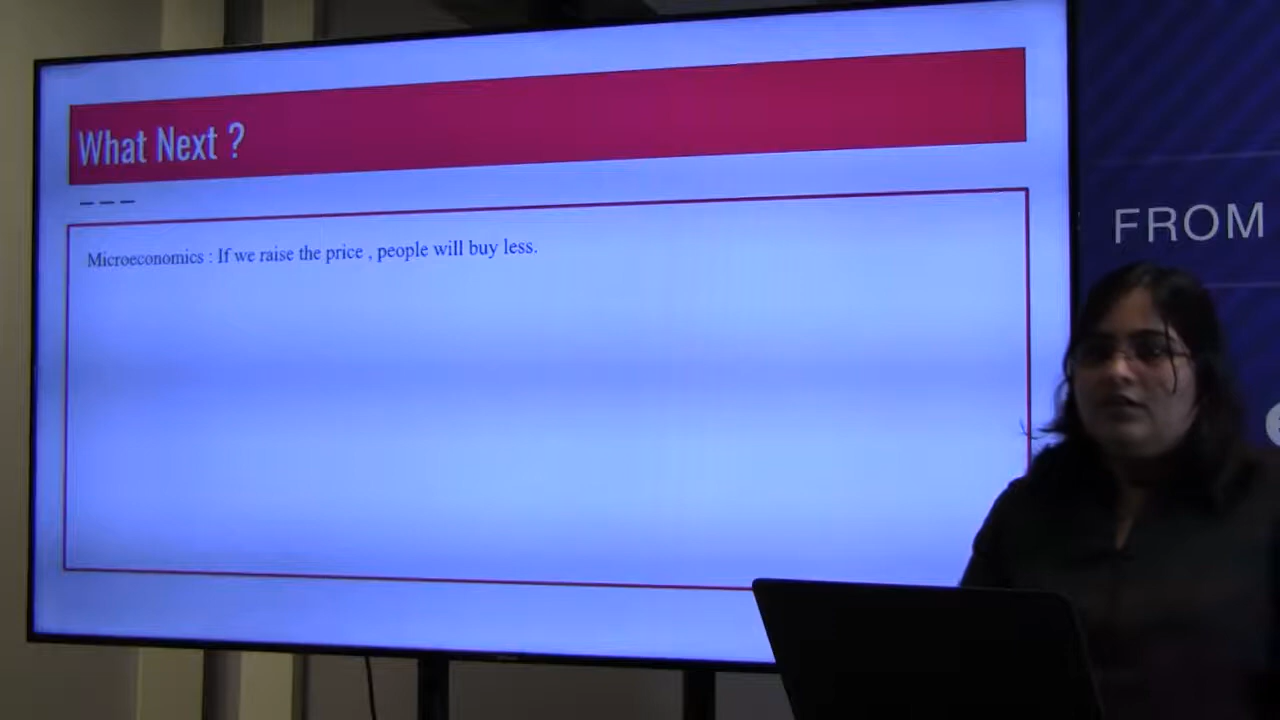 What Next ?
Microeconomics : If we raise the price , people will buy less.
FROM